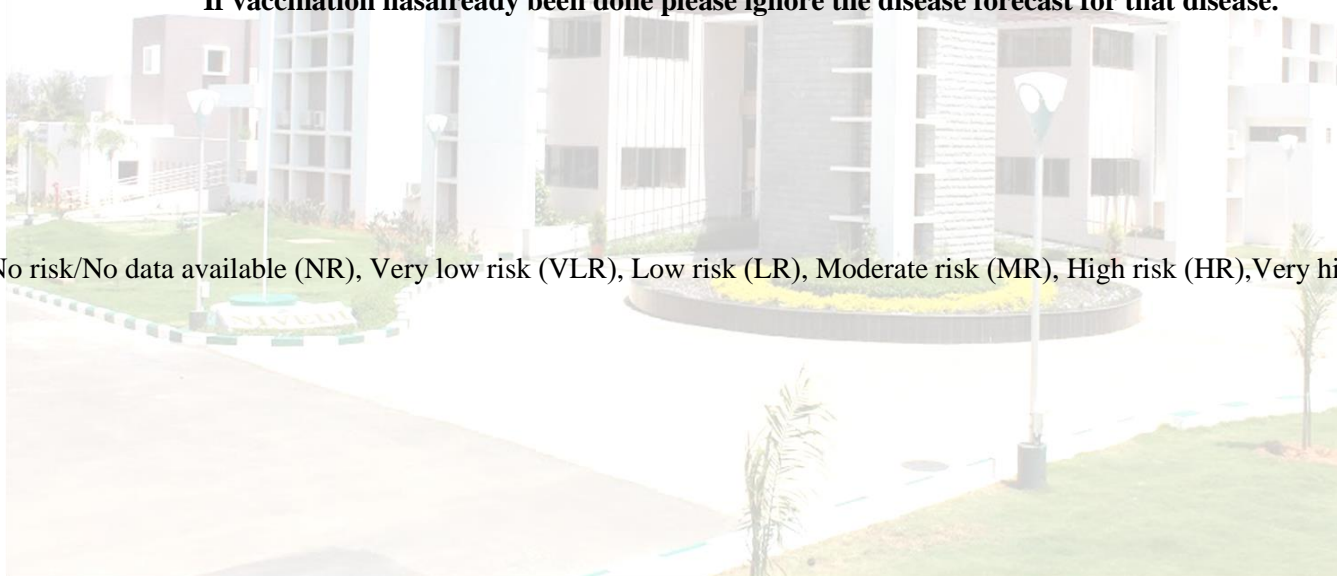 If vaccination hasalready been done please ignore the disease forecast for that disease.
No risk/No data available (NR), Very low risk (VLR), Low risk (LR), Moderate risk (MR), High risk (HR),Very hi
NIVEDI